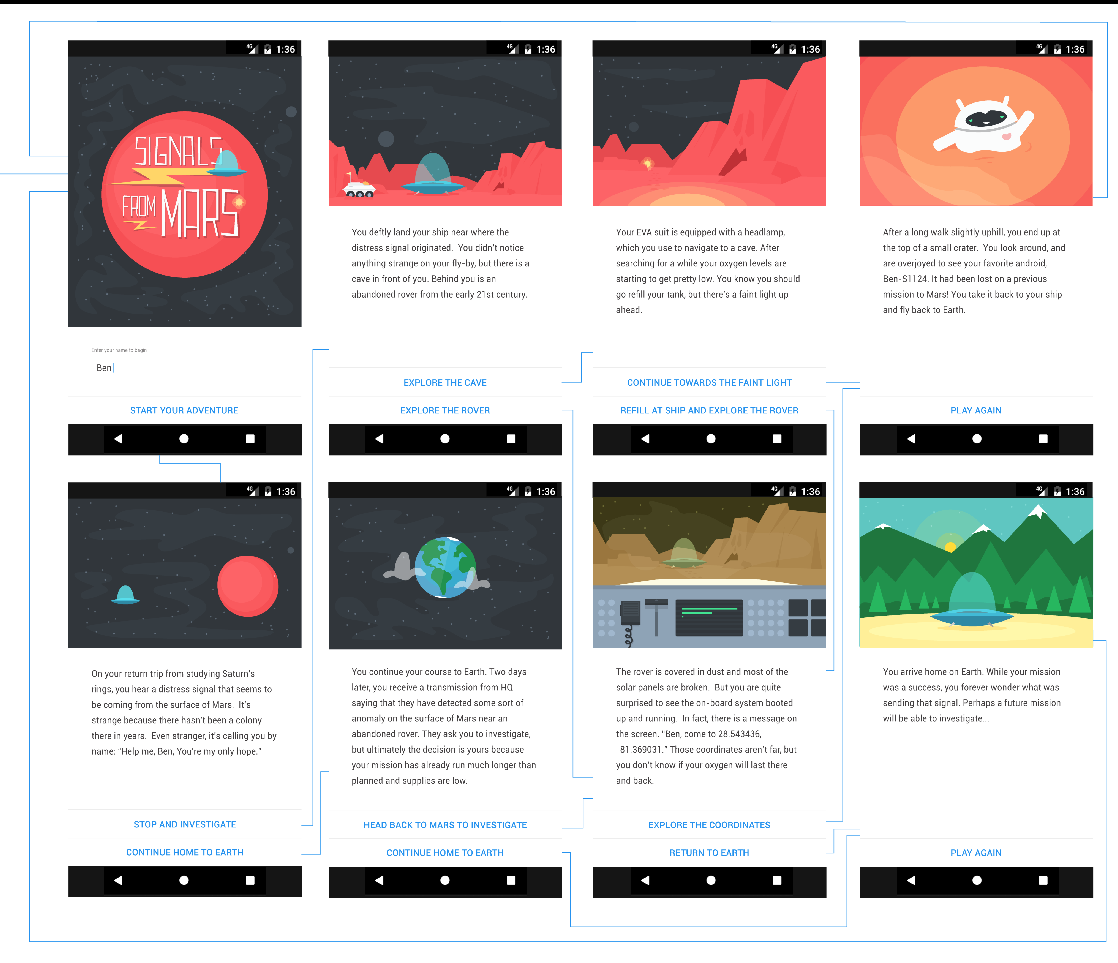 4G 1:36
SIGNALS
FROM MARS
Enter your name to begin
Ben
START YOUR ADVENTURE
4G 1:36
You deftly land your ship near where the
distress signal originated. You didn't notice
anything strange on your fly-by, but there is a
cave in front of you. Behind you is an
abandoned rover from the early 21st century.
EXPLORE THE CAVE
EXPLORE THE ROVER
4G 1:36
Your EVA suit is equipped with a headlamp,
which you use to navigate to a cave. After
searching for a while your oxygen levels are
starting to get pretty low. You know you should
go refill your tank, but there's a faint light up
ahead.
CONTINUE TOWARDS THE FAINT LIGHT
REFILL AT SHIP AND EXPLORE THE ROVER
4G 1:36
After a long walk slightly uphill, you end up at
the top of a small crater. You look around, and
are overjoyed to see your favorite android,
Ben-S1124. It had been lost on a previous
mission to Mars! You take it back to your ship
and fly back to Earth.
PLAY AGAIN
4G 1:36
On your return trip from studying Saturn's
rings, you hear a distress signal that seems to
be coming from the surface of Mars. It's
strange because there hasn't been a colony
there in years. Even stranger, it's calling you by
name: "Help me, Ben, You're my only hope."
STOP AND INVESTIGATE
CONTINUE HOME TO EARTH
4G 1:36
You continue your course to Earth. Two days
later, you receive a transmission from HQ
saying that they have detected some sort of
anomaly on the surface of Mars near an
abandoned rover. They ask you to investigate,
but ultimately the decision is yours because
your mission has already run much longer than
planned and supplies are low.
HEAD BACK TO MARS TO INVESTIGATE
CONTINUE HOME TO EARTH
4G 1:36
The rover is covered in dust and most of the
solar panels are broken. But you are quite
surprised to see the on-board system booted
up and running. In fact, there is a message on
the screen. "Ben, come to 28.543436,
-81.369031." Those coordinates aren't far, but
you don't know if your oxygen will last there
and back.
EXPLORE THE COORDINATES
RETURN TO EARTH
4G 1:36
You arrive home on Earth. While your mission
was a success, you forever wonder what was
sending that signal. Perhaps a future mission
will be able to investigate...
PLAY AGAIN